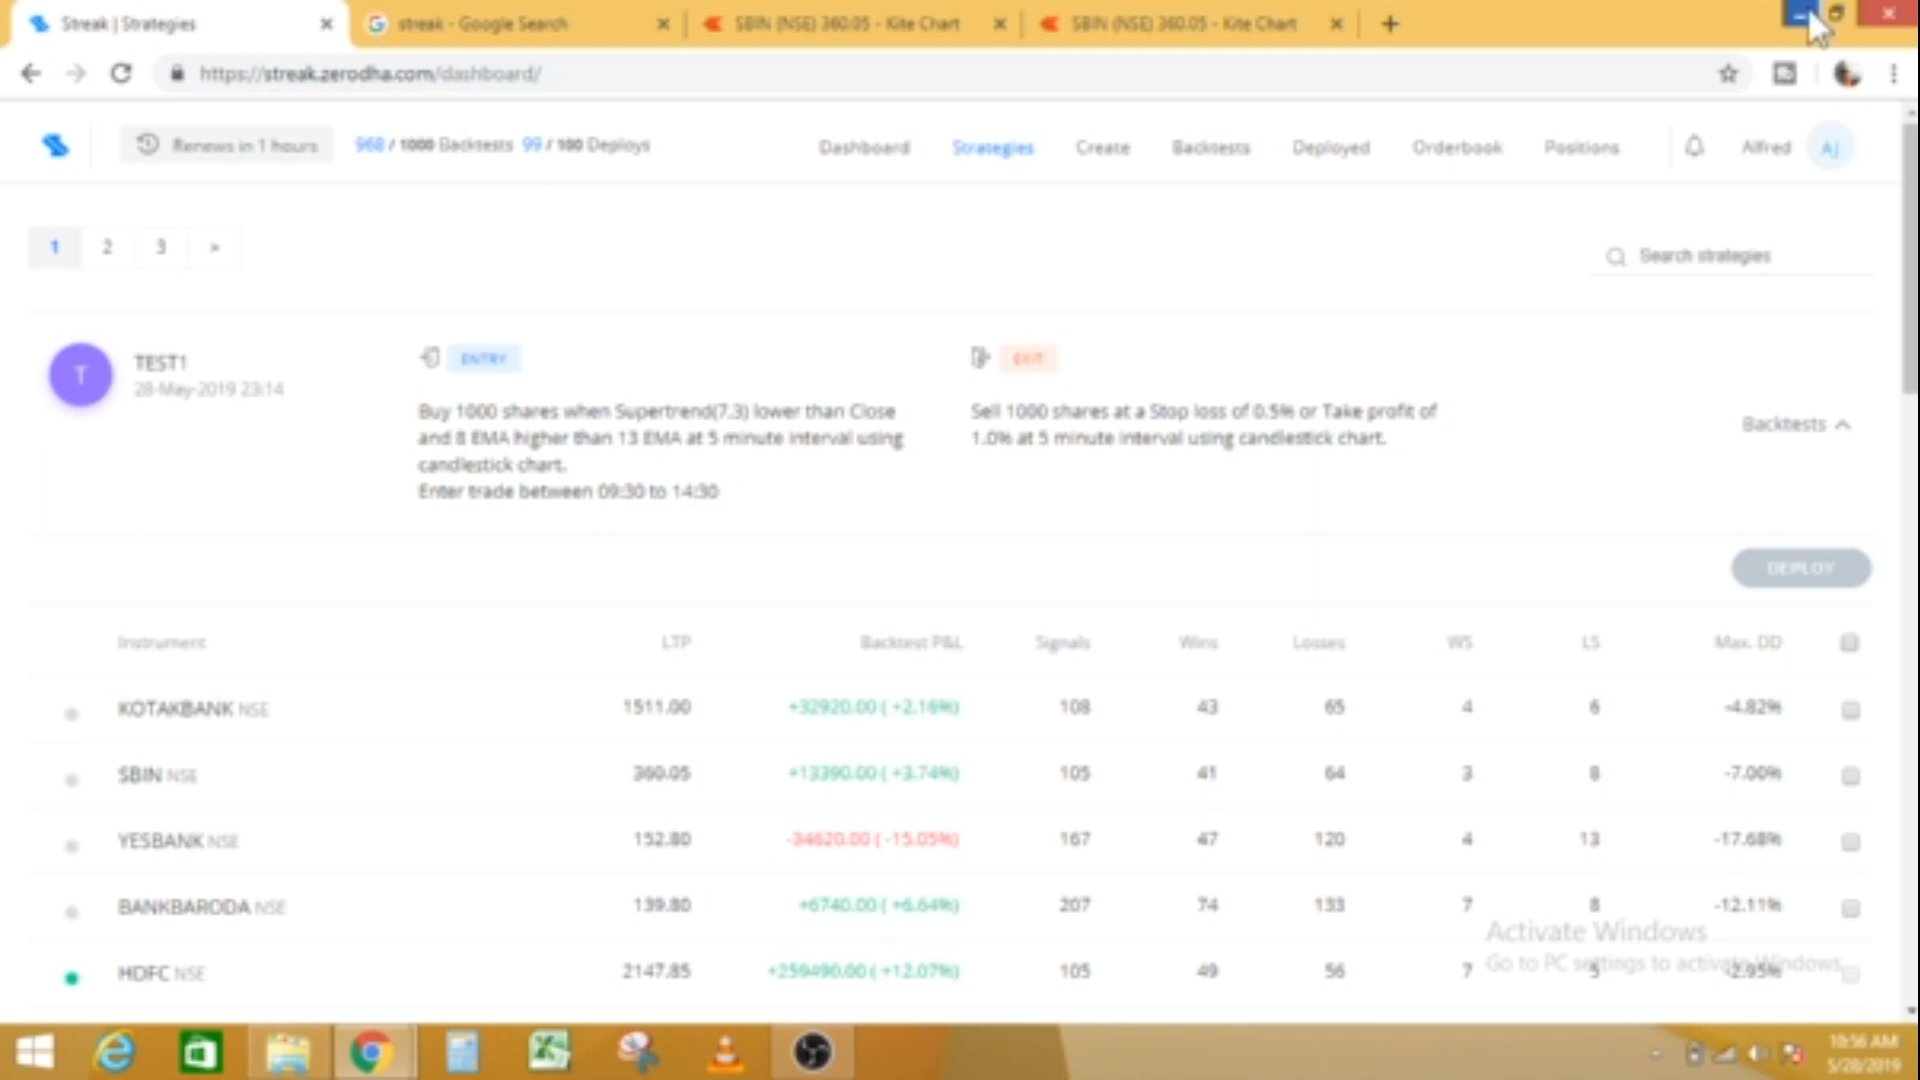 Streak | Strategies
streak - Google Search
SBIN (NSE) 360.05 - Kite Chart
SBIN (NSE) 360.05 - Kite Chart
https://streak.zerodha.com/dashboard/
Renews in 1 hours
968 / 1000 Backtests 99 / 100 Deploys
Dashboard
Strategies
Create
Backtests
Deployed
Orderbook
Positions
Alfred
AJ
1 2 3 >
Search strategies
T
TEST1
28-May-2019 23:14
ENTRY
Buy 1000 shares when Supertrend(7,3) lower than Close
and 8 EMA higher than 13 EMA at 5 minute interval using
candlestick chart.
Enter trade between 09:30 to 14:30
EXIT
Sell 1000 shares at a Stop loss of 0.5% or Take profit of
1.0% at 5 minute interval using candlestick chart.
Backtests
DEPLOY
Instrument LTP Backtest P&L Signals Wins Losses WS LS Max. DD
KOTAKBANK NSE 1511.00 +32920.00 ( +2.16%) 108 43 65 4 6 -4.82%
SBIN NSE 360.05 +13390.00 ( +3.74%) 105 41 64 3 8 -7.00%
YESBANK NSE 152.80 -34620.00 ( -15.05%) 167 47 120 4 13 -17.68%
BANKBARODA NSE 139.80 +6740.00 ( +6.64%) 207 74 133 7 8 -12.11%
HDFC NSE 2147.85 +259490.00 ( +12.07%) 105 49 56 7 5 -2.95%
Activate Windows
Go to PC settings to activate Windows.
10:56 AM
5/28/2019